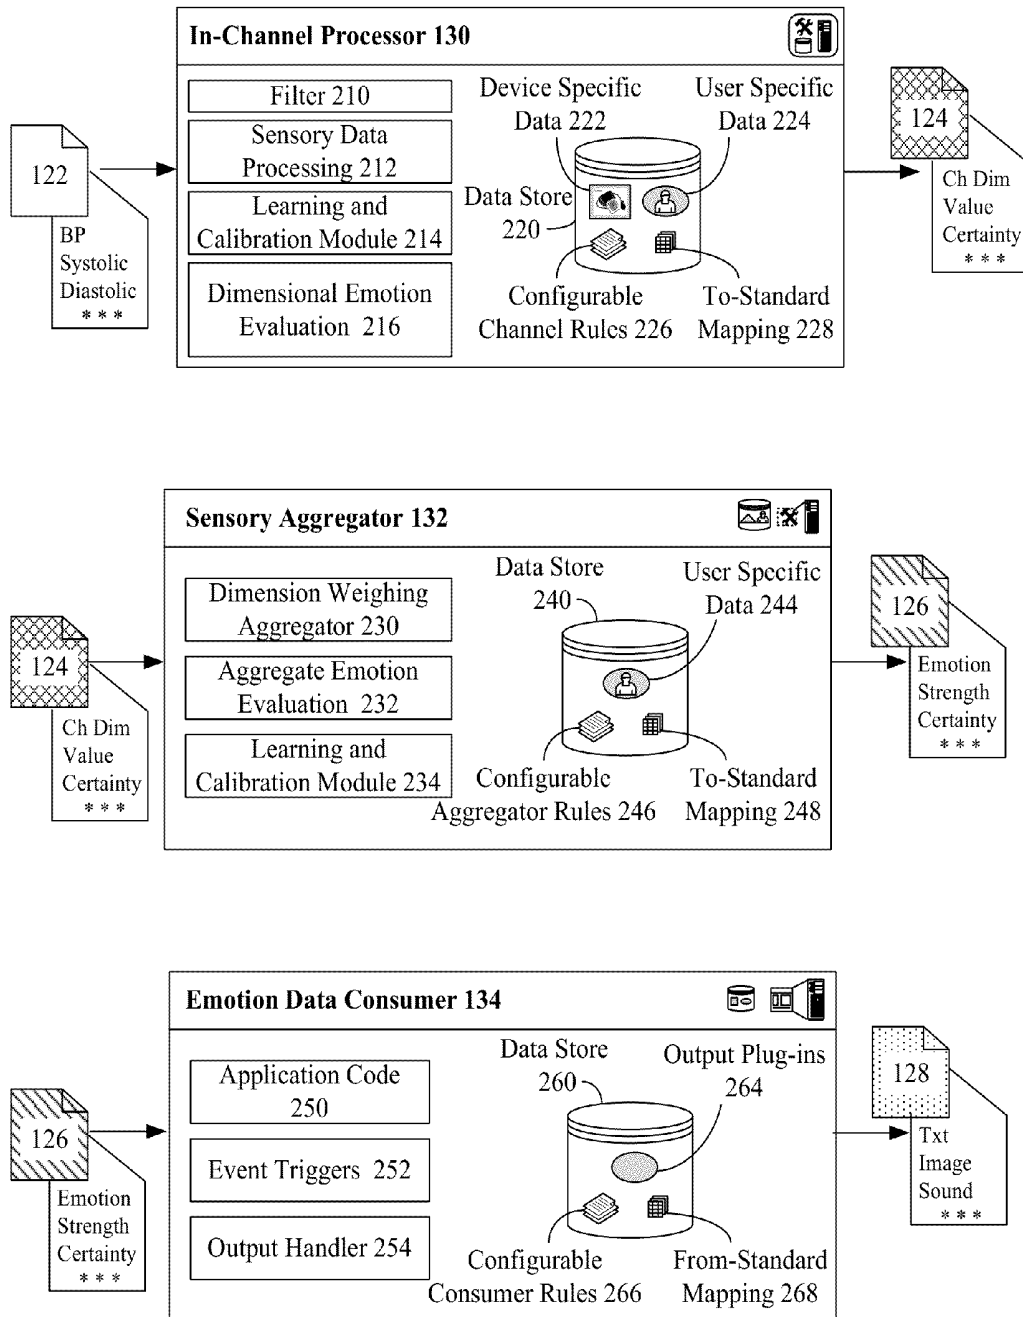 In-Channel Processor 130
Filter 210
Sensory Data
Processing 212
Learning and
Calibration Module 214
Dimensional Emotion
Evaluation 216
Device Specific
Data 222
User Specific
Data 224
Data Store
220
Configurable
Channel Rules 226
To-Standard
Mapping 228
122
BP
Systolic
Diastolic
* * *
124
Ch Dim
Value
Certainty
* * *
Sensory Aggregator 132
Dimension Weighing
Aggregator 230
Aggregate Emotion
Evaluation 232
Learning and
Calibration Module 234
Data Store
240
User Specific
Data 244
Configurable
Aggregator Rules 246
To-Standard
Mapping 248
124
Ch Dim
Value
Certainty
* * *
126
Emotion
Strength
Certainty
* * *
Emotion Data Consumer 134
Application Code
250
Event Triggers 252
Output Handler 254
Data Store
260
Output Plug-ins
264
Configurable
Consumer Rules 266
From-Standard
Mapping 268
126
Emotion
Strength
Certainty
* * *
128
Txt
Image
Sound
* * *